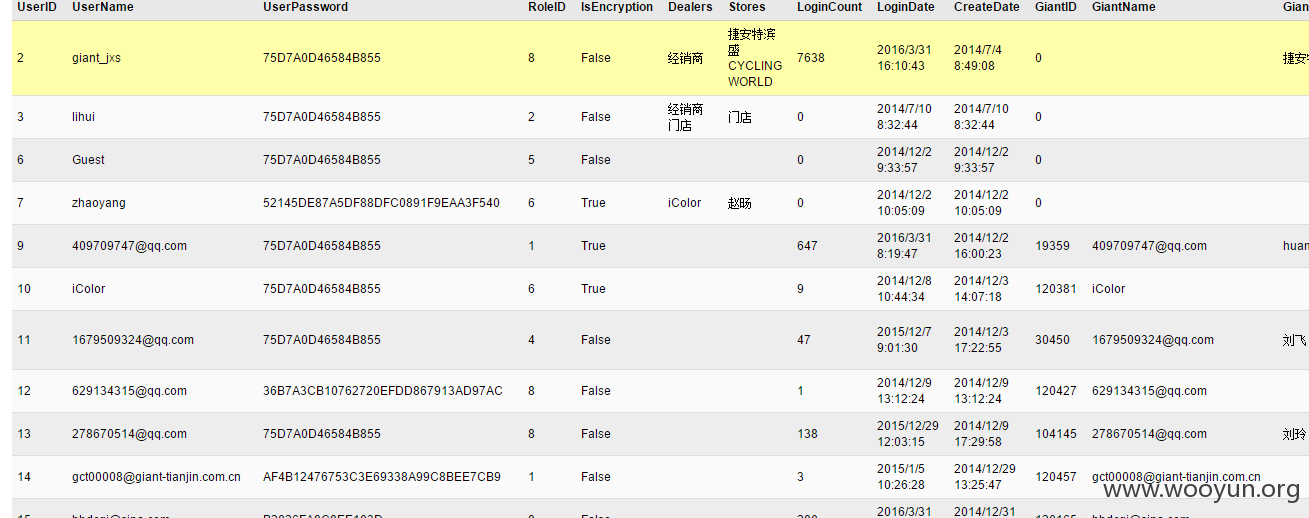 UserID UserName UserPassword RoleID IsEncryption Dealers Stores LoginCount LoginDate CreateDate GiantID GiantName Gian
2 giant_jxs 75D7A0D46584B855 8 False 经销商 捷安特滨盛 CYCLING WORLD 7638 2016/3/31 16:10:43 2014/7/4 8:49:08 0 捷安
3 lihui 75D7A0D46584B855 2 False 经销商 门店 门店 0 2014/7/10 8:32:44 2014/7/10 8:32:44 0
6 Guest 75D7A0D46584B855 5 False 0 2014/12/2 9:33:57 2014/12/2 9:33:57 0
7 zhaoyang 52145DE87A5DF88DFC0891F9EAA3F540 6 True iColor 赵旸 0 2014/12/2 10:05:09 2014/12/2 10:05:09 0
9 409709747@qq.com 75D7A0D46584B855 1 True 647 2016/3/31 8:19:47 2014/12/2 16:00:23 19359 409709747@qq.com huan
10 iColor 75D7A0D46584B855 6 True 9 2014/12/8 10:44:34 2014/12/3 14:07:18 120381 iColor
11 1679509324@qq.com 75D7A0D46584B855 4 False 47 2015/12/7 9:01:30 2014/12/3 17:22:55 30450 1679509324@qq.com 刘飞
12 629134315@qq.com 36B7A3CB10762720EFDD867913AD97AC 8 False 1 2014/12/9 13:12:24 2014/12/9 13:12:24 120427 629134315@qq.com
13 278670514@qq.com 75D7A0D46584B855 8 False 138 2015/12/29 12:03:15 2014/12/9 17:29:58 104145 278670514@qq.com 刘玲
14 gct00008@giant-tianjin.com.cn AF4B12476753C3E69338A99C8BEE7CB9 1 False 3 2015/1/5 10:26:28 2014/12/29 13:25:47 120457 gct00008@giant-tianjin.com.cn
2016/3/31 2014/12/31
www.wooyun.org